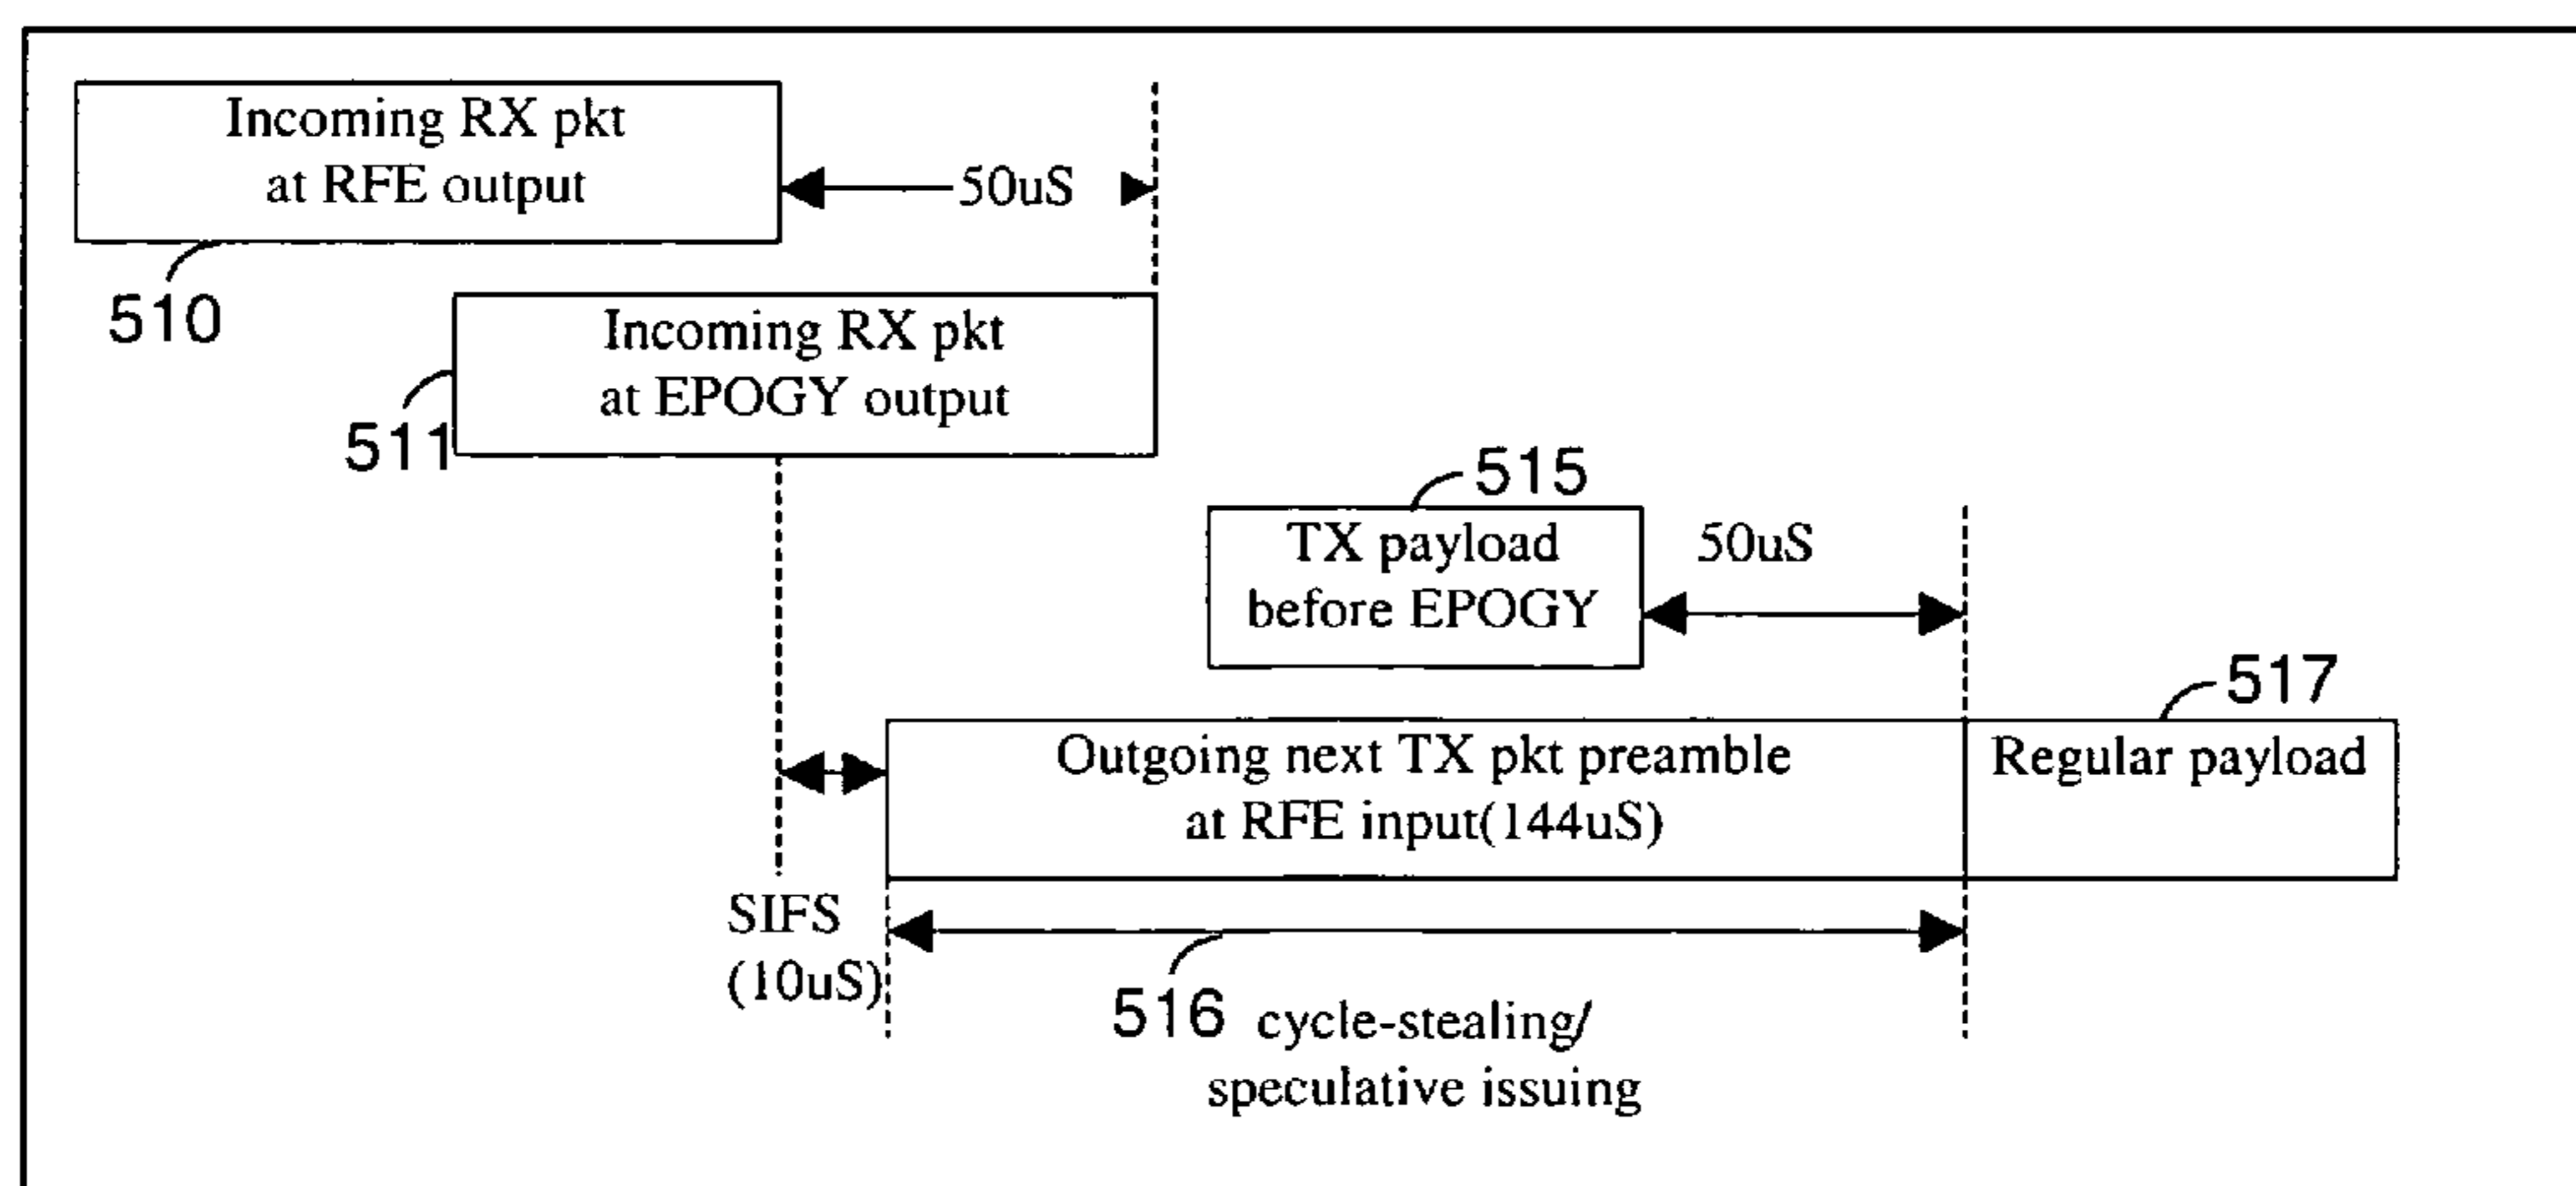 Incoming RX pkt
at RFE output
50uS
510
Incoming RX pkt
at EPOGY output
511
515
TX payload
before EPOGY
50uS
517
Outgoing next TX pkt preamble
at RFE input(144uS)
Regular payload
SIFS
(10uS)
516 cycle-stealing/
speculative issuing